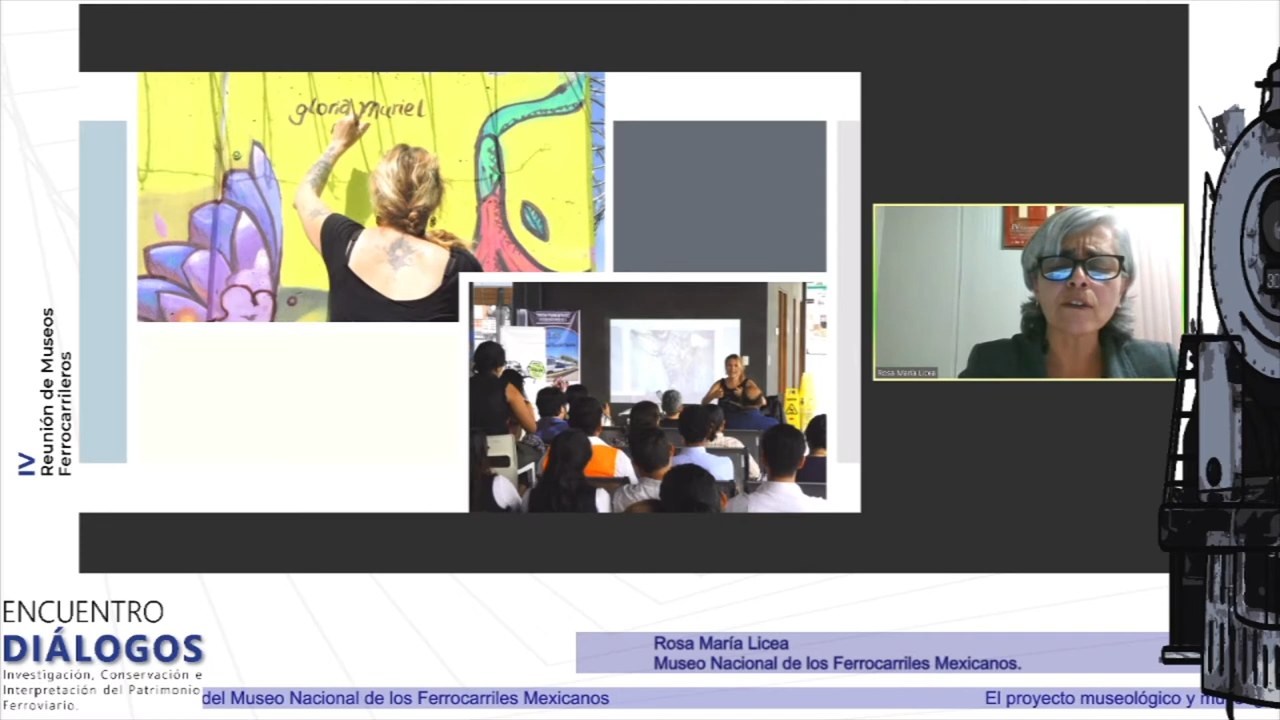 gloria muriel
Rosa María Licea
IV
Reunión de Museos
Ferrocarrileros
ENCUENTRO
DIÁLOGOS
Investigación, Conservación e
Interpretación del Patrimonio
Ferroviario.
Rosa María Licea
Museo Nacional de los Ferrocarriles Mexicanos.
del Museo Nacional de los Ferrocarriles Mexicanos
El proyecto museológico y